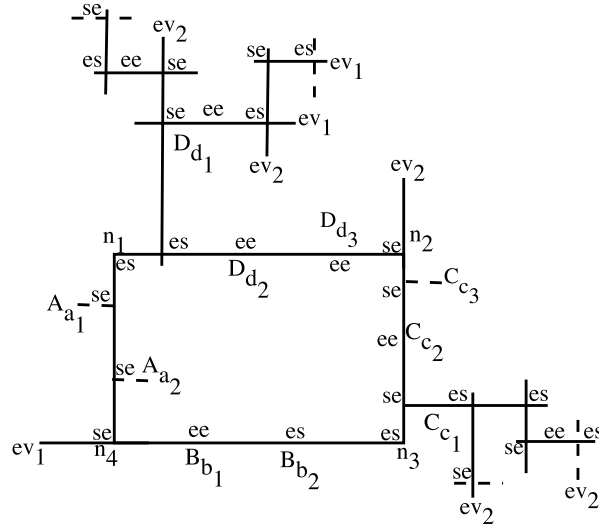 se
ev2
es ee se
se es ev1
se ee es ev1
Dd1
ev2
ev2
n1 Dd3 n2
es ee se
es Dd2 ee
Aa1 se se Cc3
ee Cc2
se Aa2
se es es
se ee es es Cc1
ev1 n4 Bb1 Bb2 n3
se ee es
se ev2
ev2